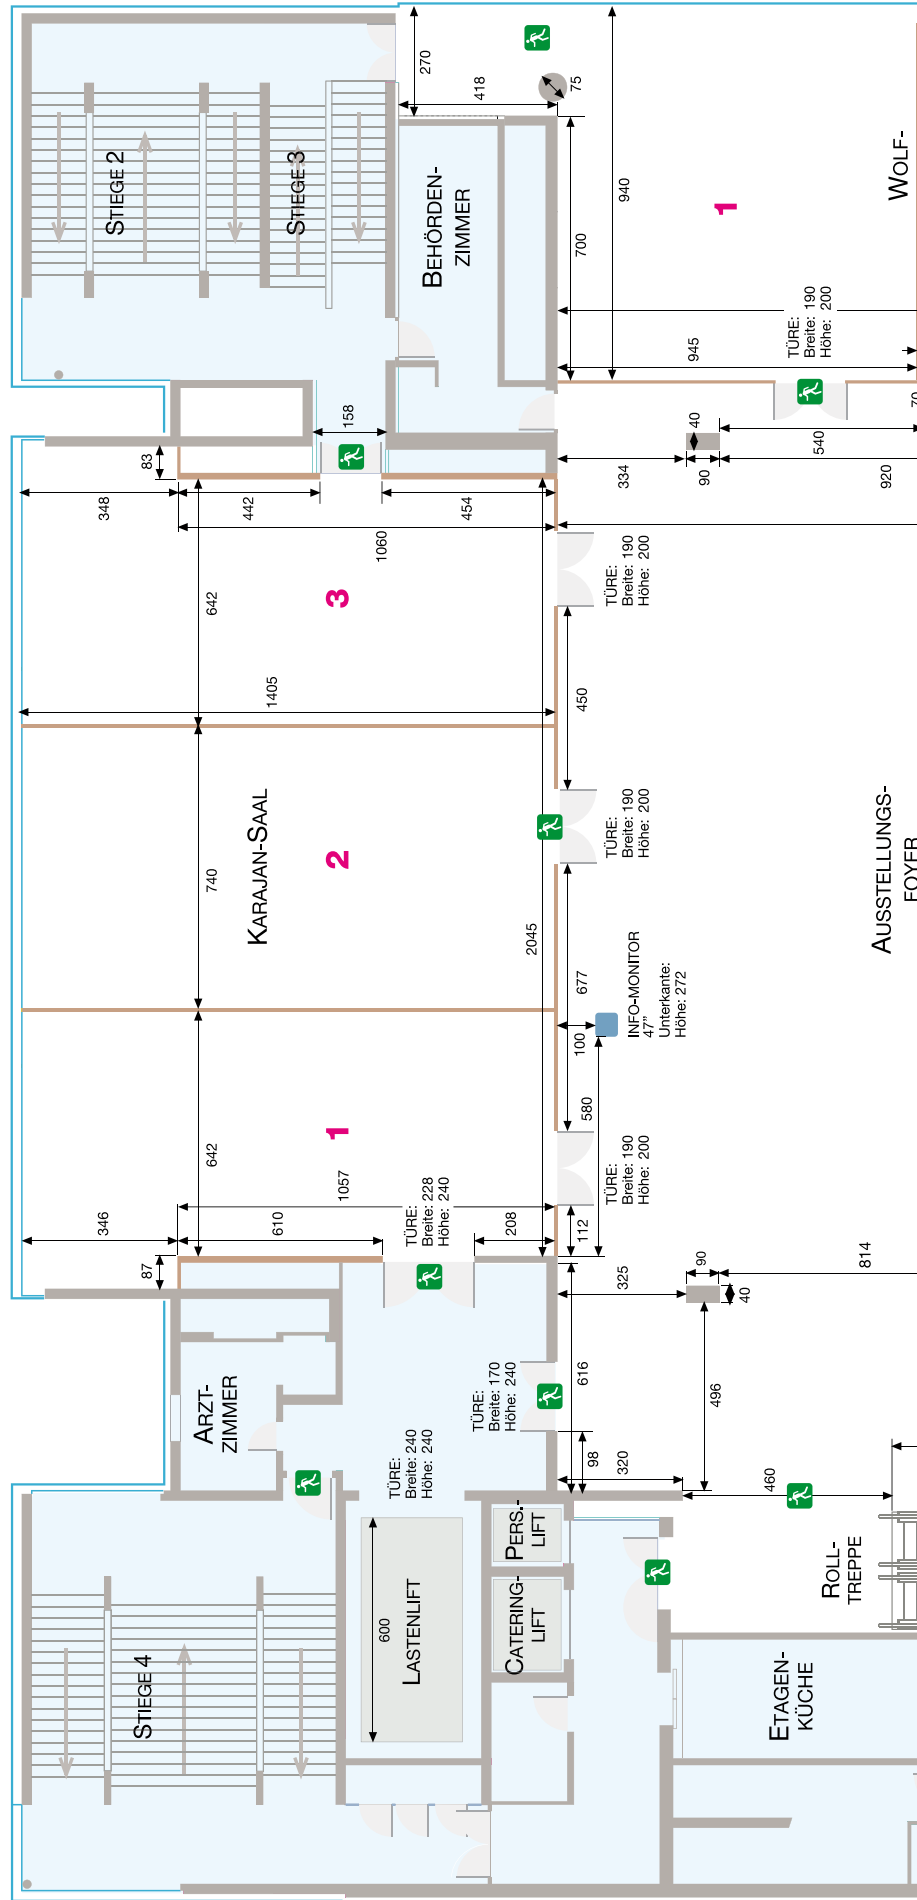 STIEGE 2
STIEGE 3
270
418
75
940
BEHÖRDEN-
ZIMMER
700
1
WOLF-
TÜRE:
Breite: 190
Höhe: 200
945
158
83
348
442
454
1060
40
90
334
540
920
70
TÜRE:
Breite: 190
Höhe: 200
642
3
1405
450
KARAJAN-SAAL
740
2
2045
TÜRE:
Breite: 190
Höhe: 200
677
100
580
INFO-MONITOR
47"
Unterkante:
Höhe: 272
AUSSTELLUNGS-
FOYER
642
1
1057
346
610
87
TÜRE:
Breite: 228
Höhe: 240
208
112
TÜRE:
Breite: 190
Höhe: 200
325
90
40
814
616
496
98
320
460
ARZT-
ZIMMER
TÜRE:
Breite: 170
Höhe: 240
TÜRE:
Breite: 240
Höhe: 240
PERS.-
LIFT
CATERING-
LIFT
600
LASTENLIFT
STIEGE 4
ROLL-
TREPPE
ETAGEN-
KÜCHE